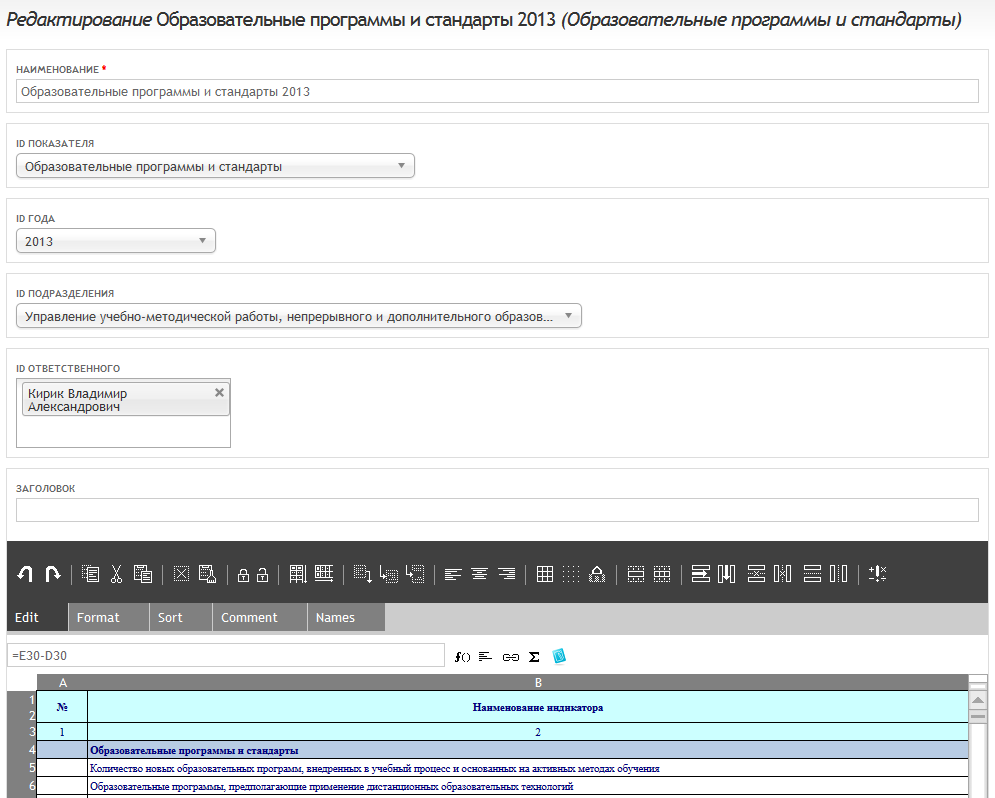 Редактирование Образовательные программы и стандарты 2013 (Образовательные программы и стандарты)
НАИМЕНОВАНИЕ *
Образовательные программы и стандарты 2013
ID ПОКАЗАТЕЛЯ
Образовательные программы и стандарты
ID ГОДА
2013
ID ПОДРАЗДЕЛЕНИЯ
Управление учебно-методической работы, непрерывного и дополнительного образов...
ID ОТВЕТСТВЕННОГО
Кирик Владимир
Александрович
ЗАГОЛОВОК
Edit Format Sort Comment Names
=E30-D30
f() Σ
A B
1
№ Наименование индикатора
2
3 1 2
4 Образовательные программы и стандарты
5 Количество новых образовательных программ, внедренных в учебный процесс и основанных на активных методах обучения
6 Образовательные программы, предполагающие применение дистанционных образовательных технологий